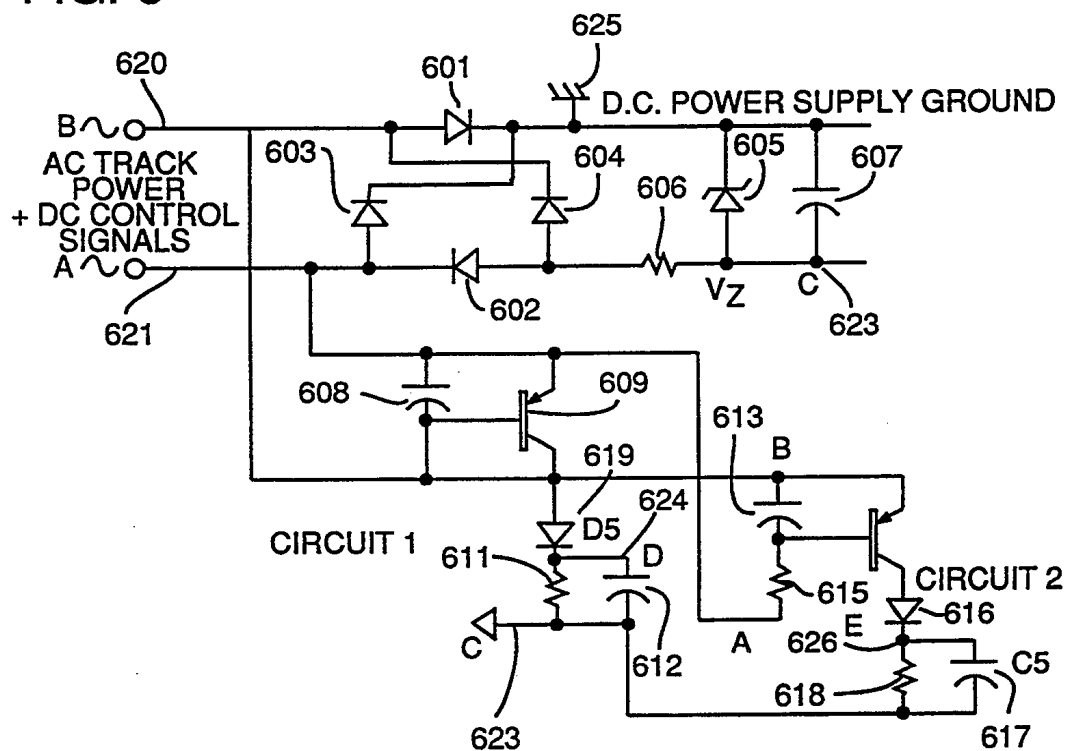 625
620
601
D.C. POWER SUPPLY GROUND
B
603
604
605
607
AC TRACK
POWER
+ DC CONTROL
SIGNALS
606
A
602
VZ
C
623
621
608
609
613
B
619
624
CIRCUIT 1
D5
D
611
615
CIRCUIT 2
616
E
626
C
A
612
C5
618
617
623